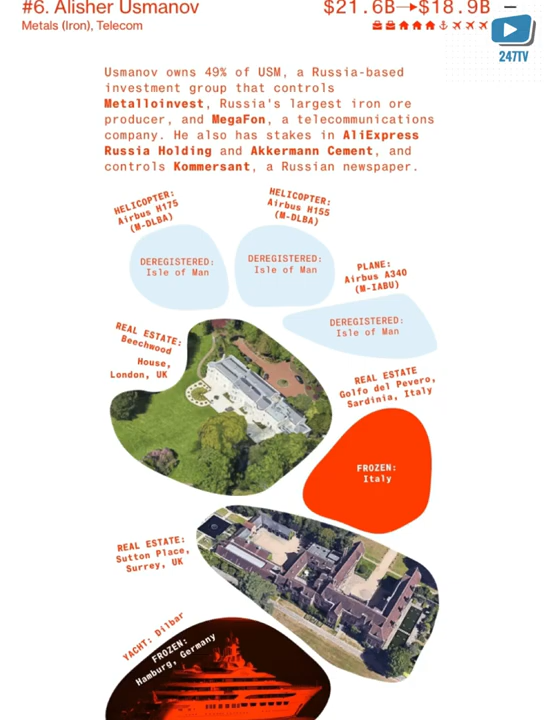 #6. Alisher Usmanov
$21.6B→$18.9B
Metals (Iron), Telecom
247TV
Usmanov owns 49% of USM, a Russia-based
investment group that controls
Metalloinvest, Russia's largest iron ore
producer, and MegaFon, a telecommunications
company. He also has stakes in AliExpress
Russia Holding and Akkermann Cement, and
controls Kommersant, a Russian newspaper.
HELICOPTER:
Airbus H175
(M-DLBA)
HELICOPTER:
Airbus H155
(M-DLBA)
DEREGISTERED:
Isle of Man
DEREGISTERED:
Isle of Man
PLANE:
Airbus A340
(M-IABU)
DEREGISTERED:
Isle of Man
REAL ESTATE:
Beechwood
House,
London, UK
REAL ESTATE
Golfo del Pevero,
Sardinia, Italy
FROZEN:
Italy
REAL ESTATE:
Sutton Place,
Surrey, UK
YACHT: Dilbar
FROZEN:
Hamburg, Germany